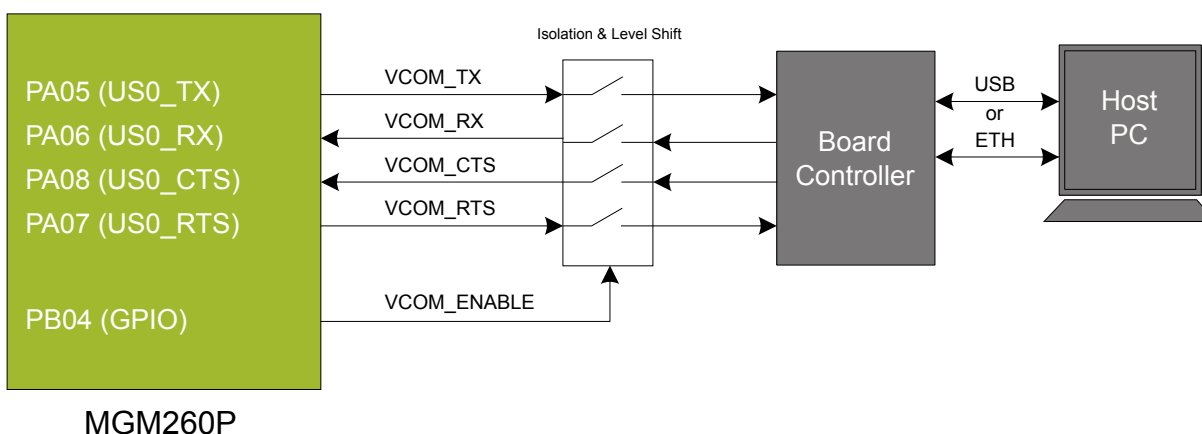 Isolation & Level Shift
PA05 (US0_TX)
VCOM_TX
PA06 (US0_RX)
VCOM_RX
PA08 (US0_CTS)
VCOM_CTS
PA07 (US0_RTS)
VCOM_RTS
PB04 (GPIO)
VCOM_ENABLE
Board
Controller
USB
or
ETH
Host
PC
MGM260P